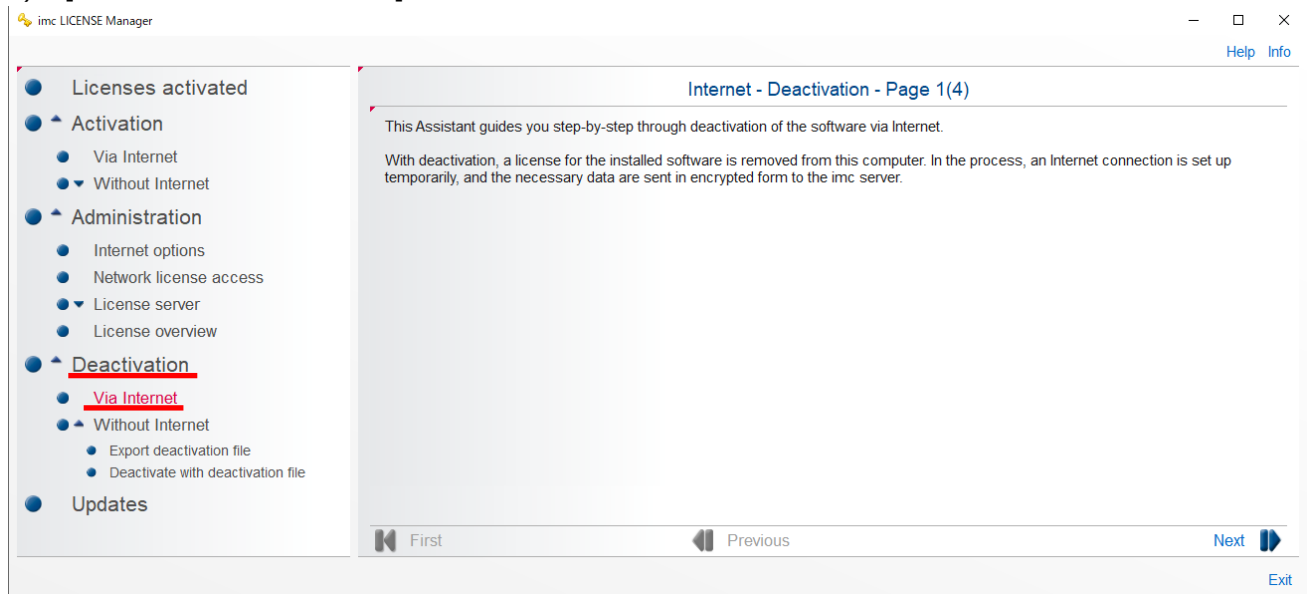 imc LICENSE Manager
Help Info
Licenses activated
Activation
Via Internet
Without Internet
Administration
Internet options
Network license access
License server
License overview
Deactivation
Via Internet
Without Internet
Export deactivation file
Deactivate with deactivation file
Updates
Internet - Deactivation - Page 1(4)
This Assistant guides you step-by-step through deactivation of the software via Internet.
With deactivation, a license for the installed software is removed from this computer. In the process, an Internet connection is set up
temporarily, and the necessary data are sent in encrypted form to the imc server.
First
Previous
Next
Exit